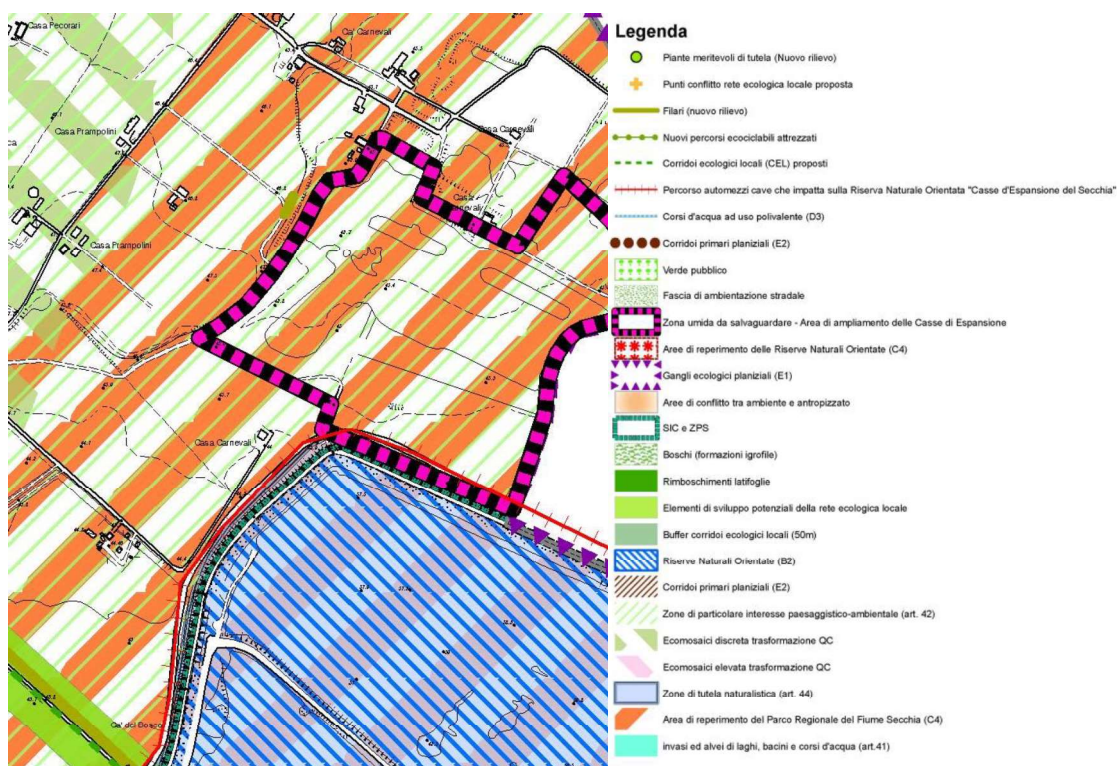 Casa Pecorari
Ca' Carnevali
Casa Prampolini
Casa Carnevali
Casa Prampolini
Casa Carnevali
Ca' del Bosco
Legenda
Piante meritevoli di tutela (Nuovo rilievo)
Punti conflitto rete ecologica locale proposta
Filari (nuovo rilievo)
Nuovi percorsi ecociclabili attrezzati
Corridoi ecologici locali (CEL) proposti
Percorso automezzi cave che impatta sulla Riserva Naturale Orientata "Casse d'Espansione del Secchia"
Corsi d'acqua ad uso polivalente (D3)
Corridoi primari planiziali (E2)
Verde pubblico
Fascia di ambientazione stradale
Zona umida da salvaguardare - Area di ampliamento delle Casse di Espansione
Aree di reperimento delle Riserve Naturali Orientate (C4)
Gangli ecologici planiziali (E1)
Aree di conflitto tra ambiente e antropizzato
SIC e ZPS
Boschi (formazioni igrofile)
Rimboschimenti latifoglie
Elementi di sviluppo potenziali della rete ecologica locale
Buffer corridoi ecologici locali (50m)
Riserve Naturali Orientate (B2)
Corridoi primari planiziali (E2)
Zone di particolare interesse paesaggistico-ambientale (art. 42)
Ecomosaici discreta trasformazione QC
Ecomosaici elevata trasformazione QC
Zone di tutela naturalistica (art. 44)
Area di reperimento del Parco Regionale del Fiume Secchia (C4)
invasi ed alvei di laghi, bacini e corsi d'acqua (art.41)